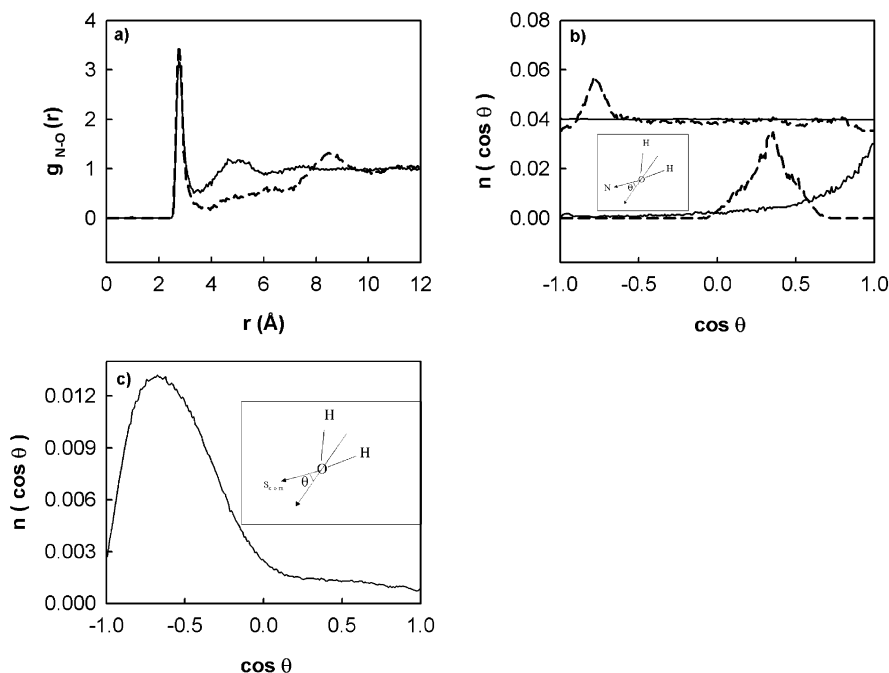 a)
g N-O (r)
4
3
2
1
0
0 2 4 6 8 10 12
r (Å)
b)
n ( cos θ )
0.08
0.06
0.04
0.02
0.00
H
H
O
N
θ
-1.0 -0.5 0.0 0.5 1.0
cos θ
c)
n ( cos θ )
0.012
0.009
0.006
0.003
0.000
H
H
O
S c o m
θ
-1.0 -0.5 0.0 0.5 1.0
cos θ